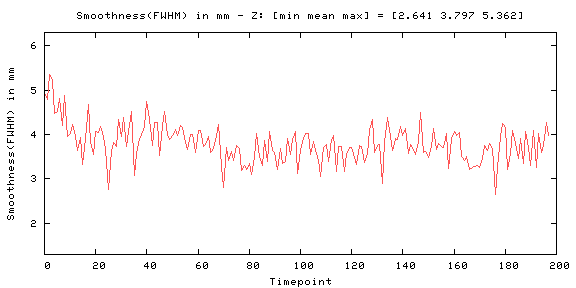 Smoothness(FWHM) in mm - Z: [min mean max] = [2.641 3.797 5.362]
6
5
4
3
2
Smoothness(FWHM) in mm
0 20 40 60 80 100 120 140 160 180 200
Timepoint